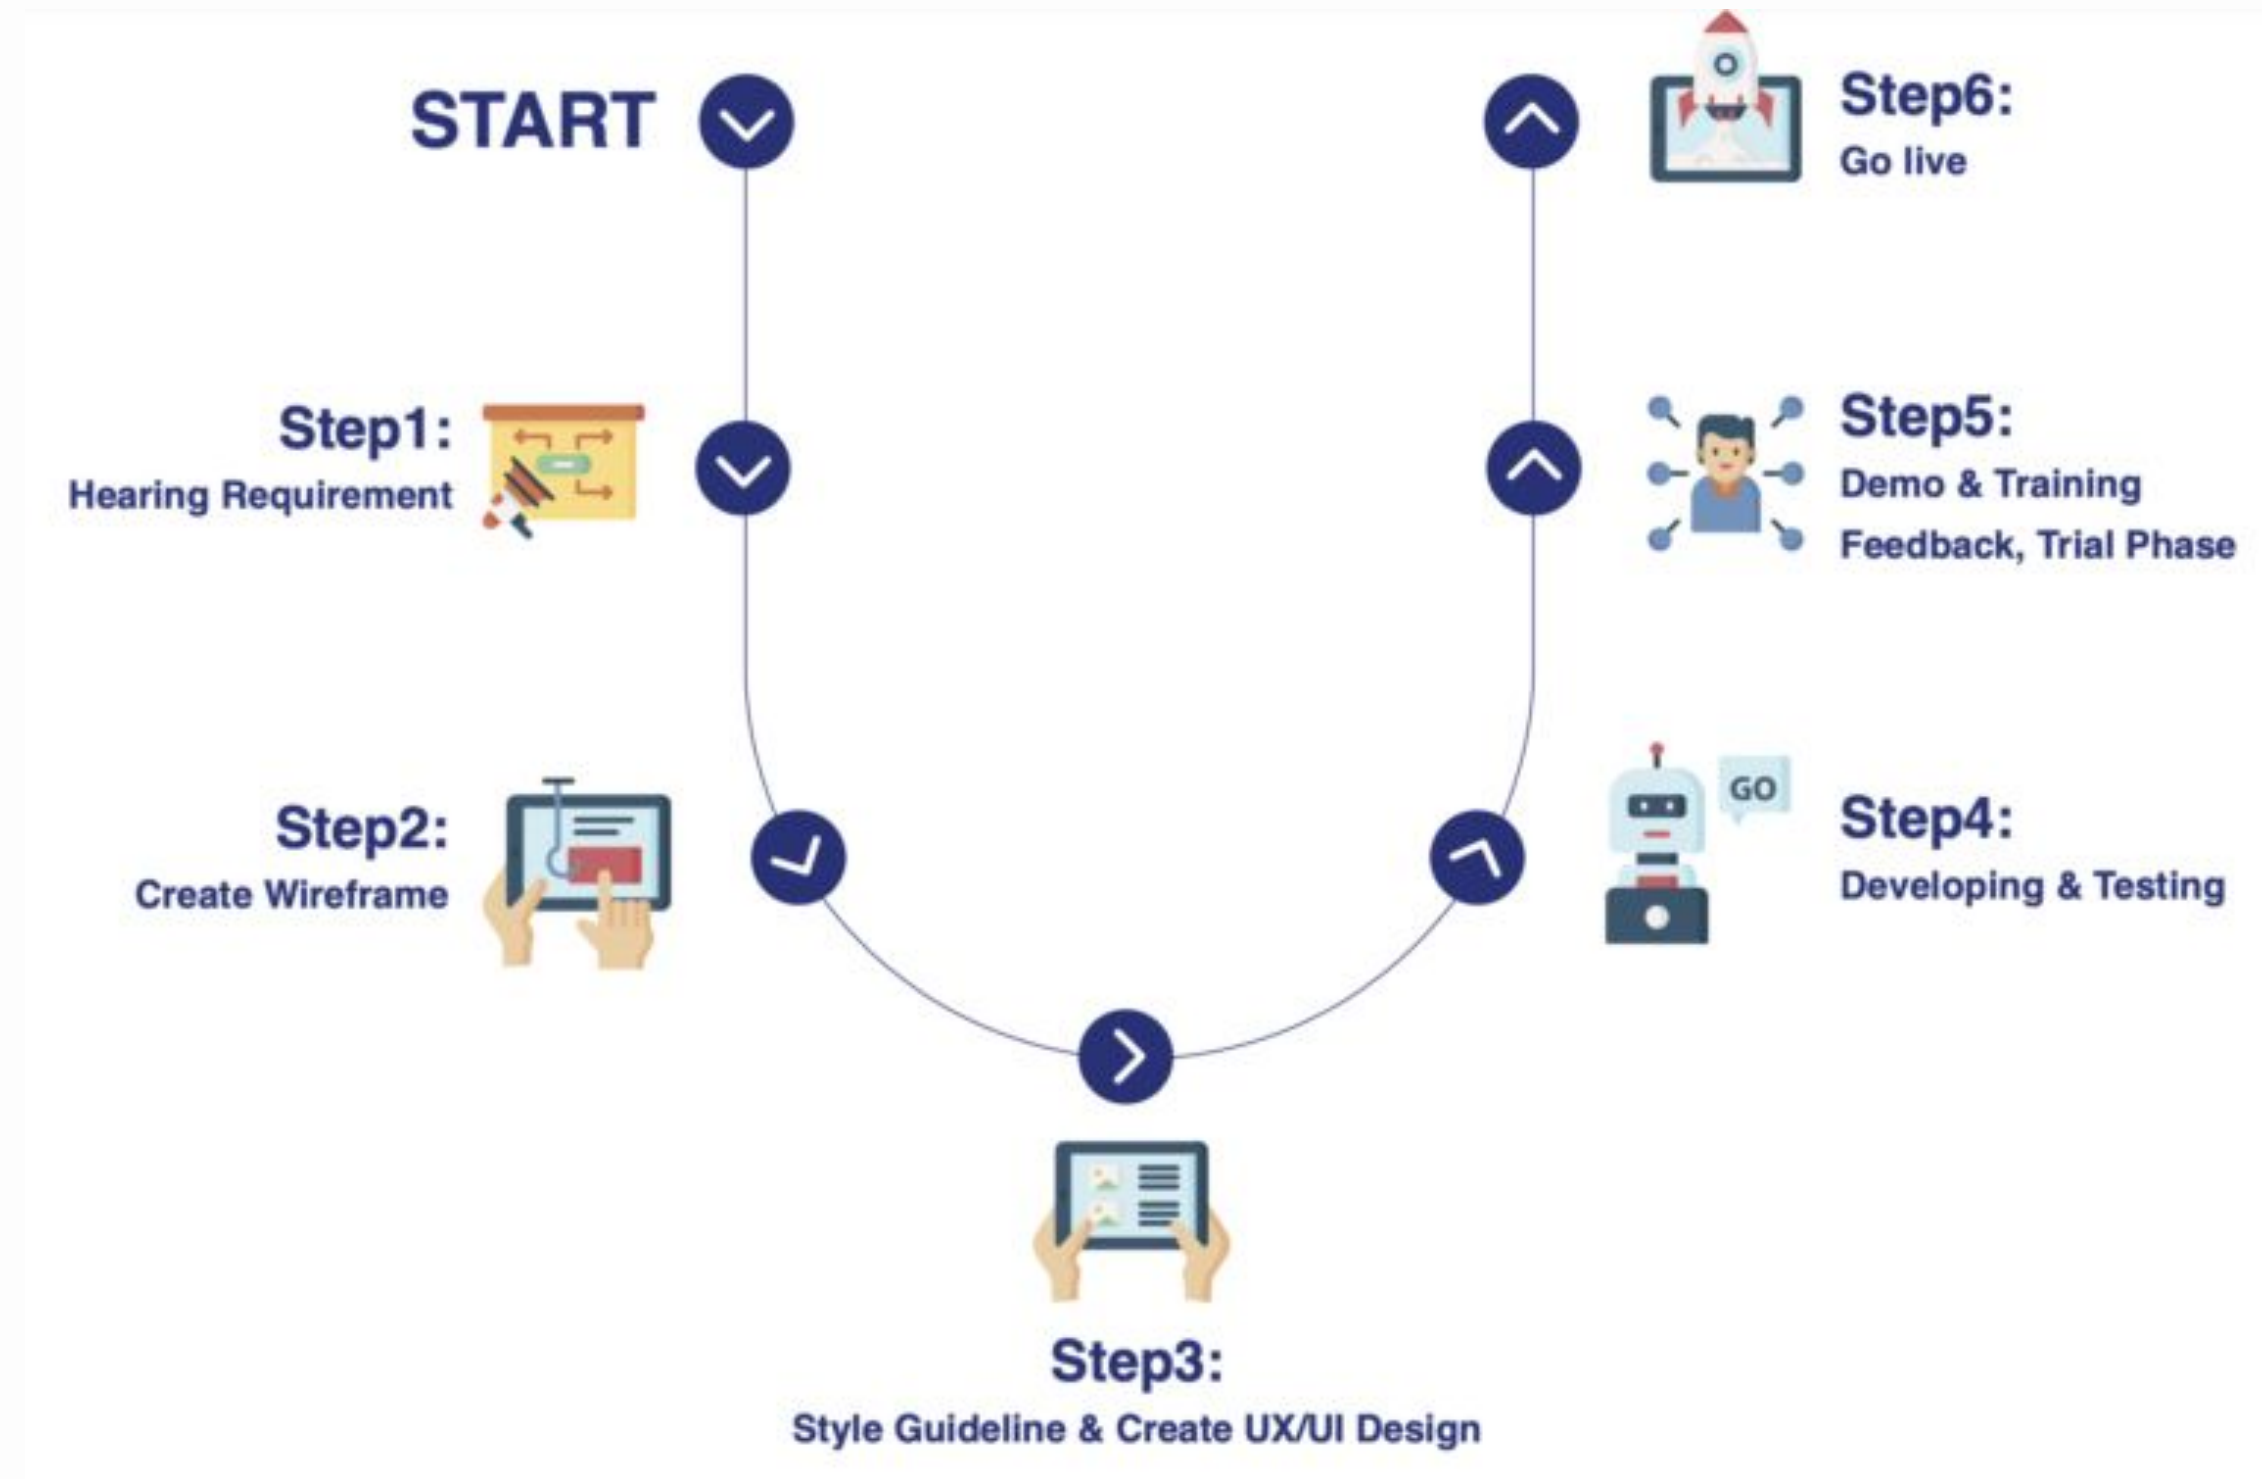 START
Step1:
Hearing Requirement
Step2:
Create Wireframe
Step3:
Style Guideline & Create UX/UI Design
GO
Step4:
Developing & Testing
Step5:
Demo & Training
Feedback, Trial Phase
Step6:
Go live